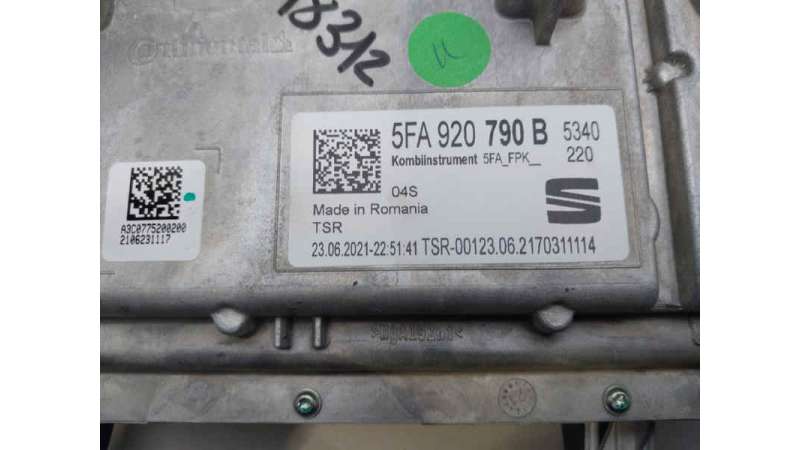 18312
Continental
5FA 920 790 B 5340
Kombiinstrument 5FA_FPK__ 220
04S
Made in Romania
TSR
23.06.2021-22:51:41 TSR-00123.06.2170311114
A3C0775200200
2106231117